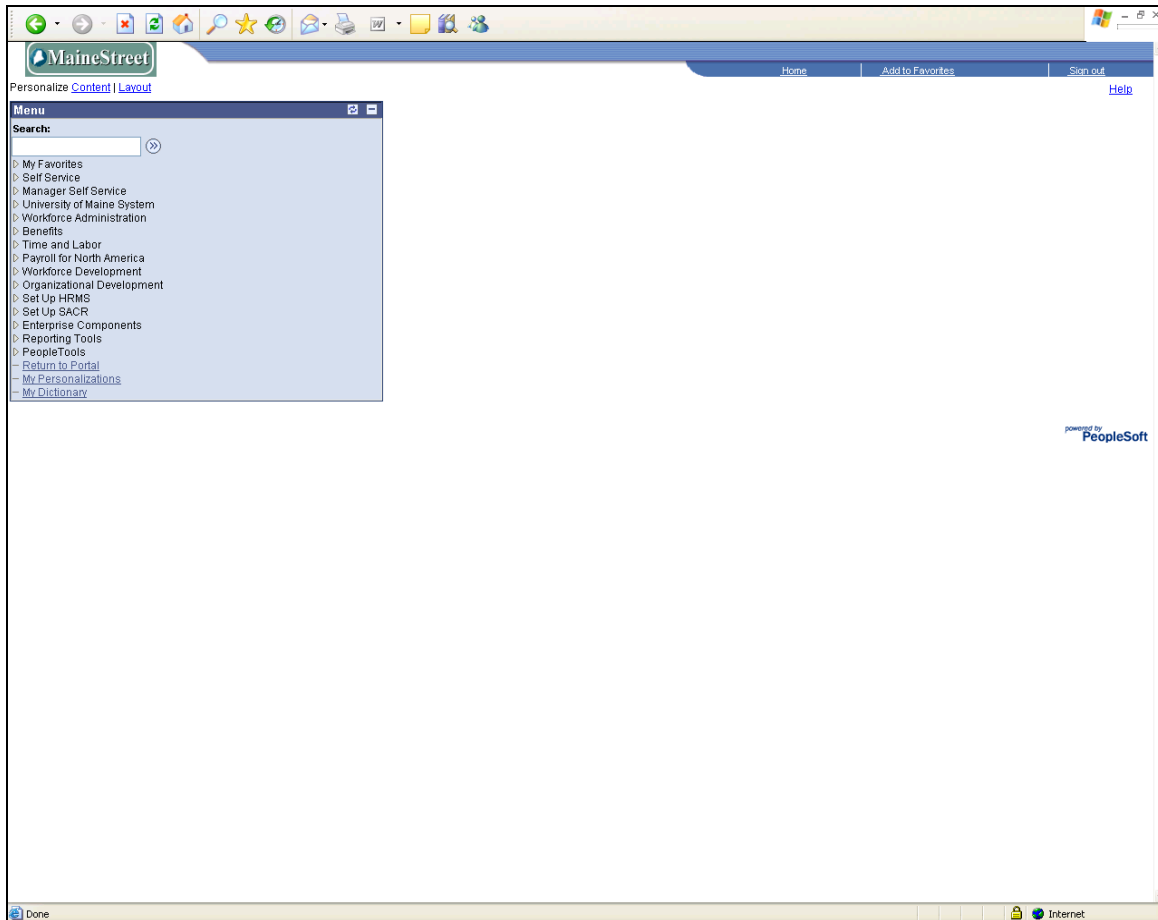 MaineStreet
Home Add to Favorites Sign out
Personalize Content | Layout
Help
Menu
Search:
My Favorites
Self Service
Manager Self Service
University of Maine System
Workforce Administration
Benefits
Time and Labor
Payroll for North America
Workforce Development
Organizational Development
Set Up HRMS
Set Up SACR
Enterprise Components
Reporting Tools
PeopleTools
Return to Portal
My Personalizations
My Dictionary
powered by
PeopleSoft
Done Internet